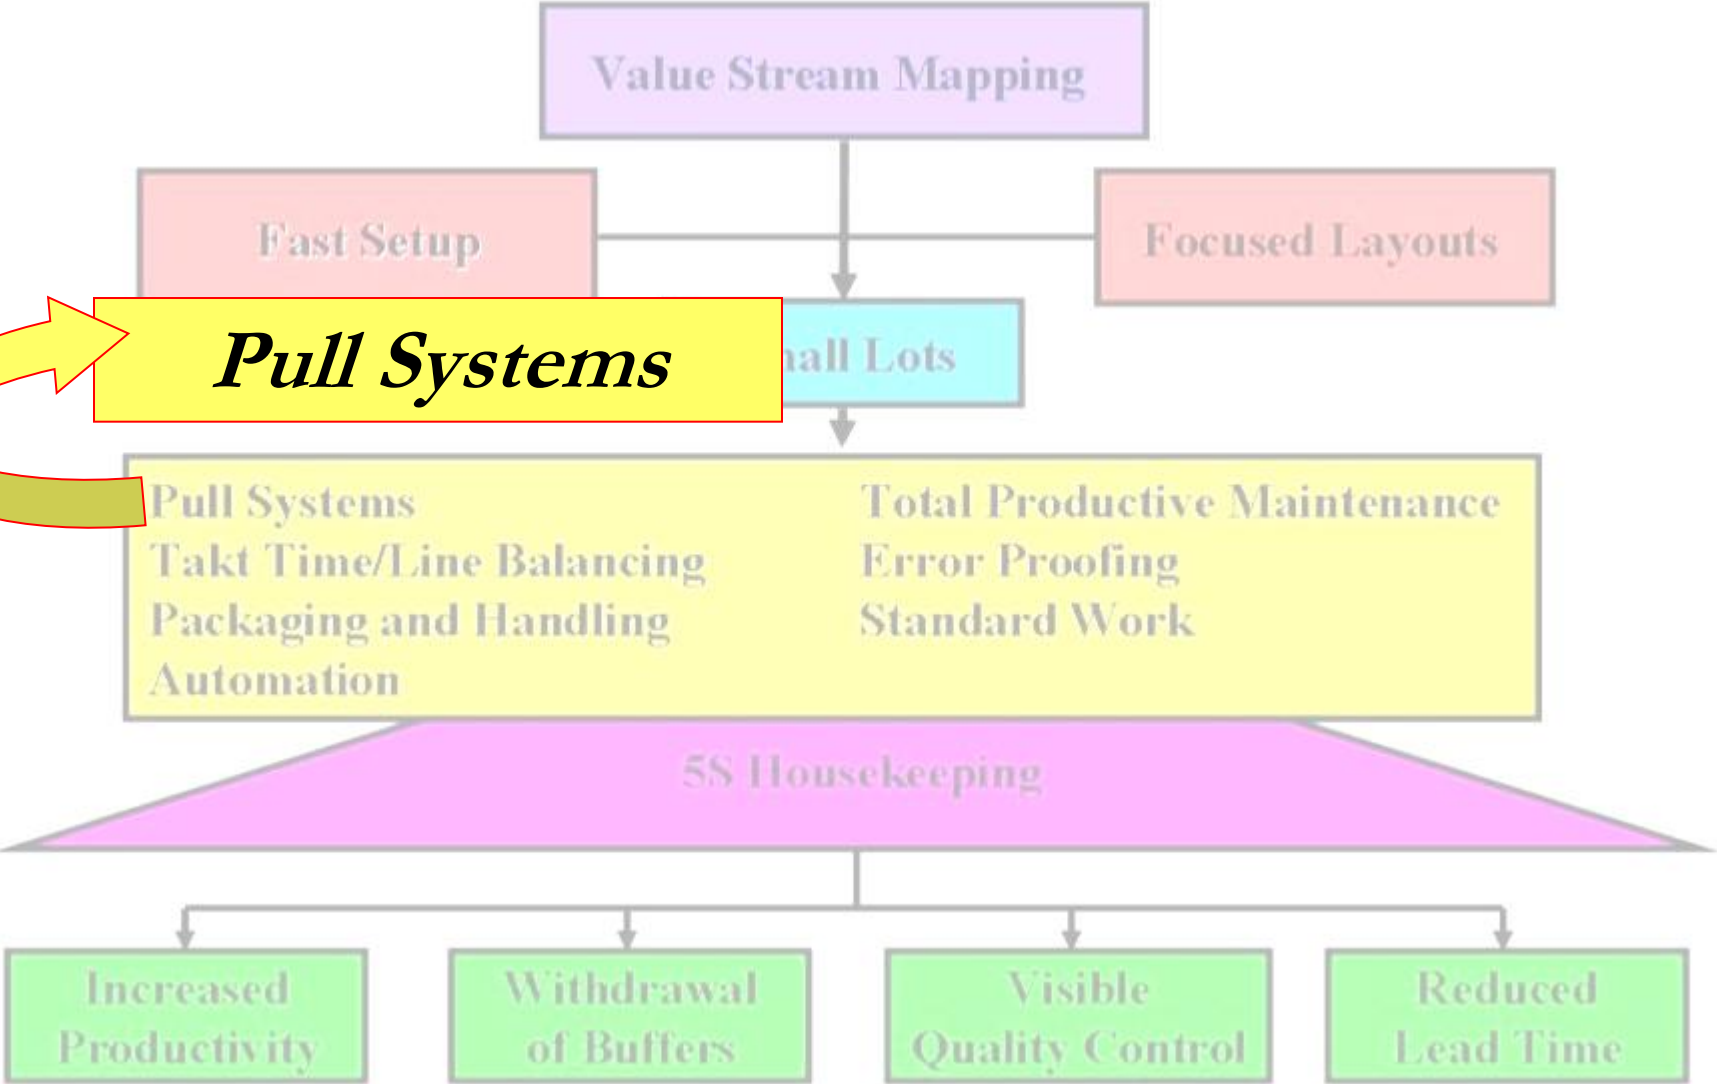 Value Stream Mapping
Fast Setup
Focused Layouts
Pull Systems
Lots
Pull Systems
Takt Time/Line Balancing
Packaging and Handling
Automation
Total Productive Maintenance
Error Proofing
Standard Work
5S Housekeeping
Increased
Productivity
Withdrawal
of Buffers
Visible
Quality Control
Reduced
Lead Time